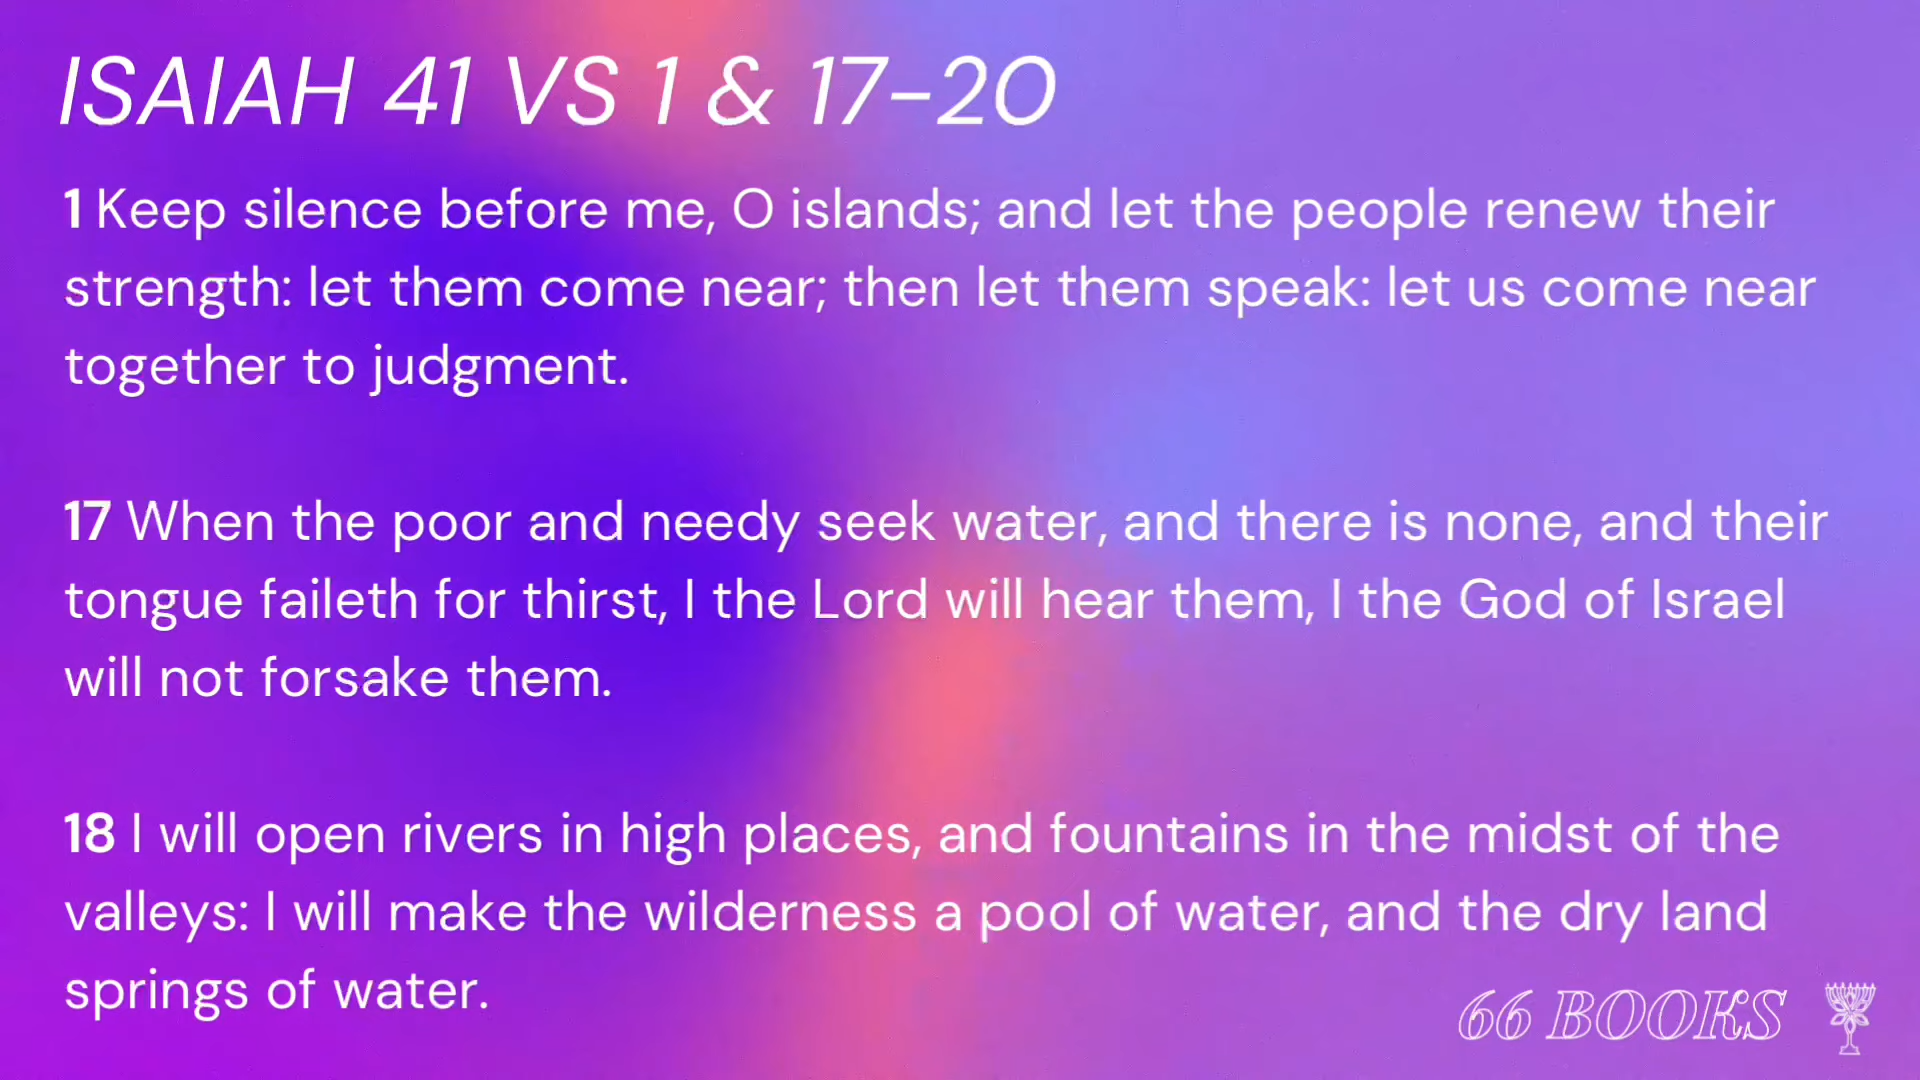 ISAIAH 41 VS 1 & 17-20
1 Keep silence before me, O islands; and let the people renew their
strength: let them come near; then let them speak: let us come near
together to judgment.
17 When the poor and needy seek water, and there is none, and their
tongue faileth for thirst, I the Lord will hear them, I the God of Israel
will not forsake them.
18 I will open rivers in high places, and fountains in the midst of the
valleys: I will make the wilderness a pool of water, and the dry land
springs of water.
66 BOOKS